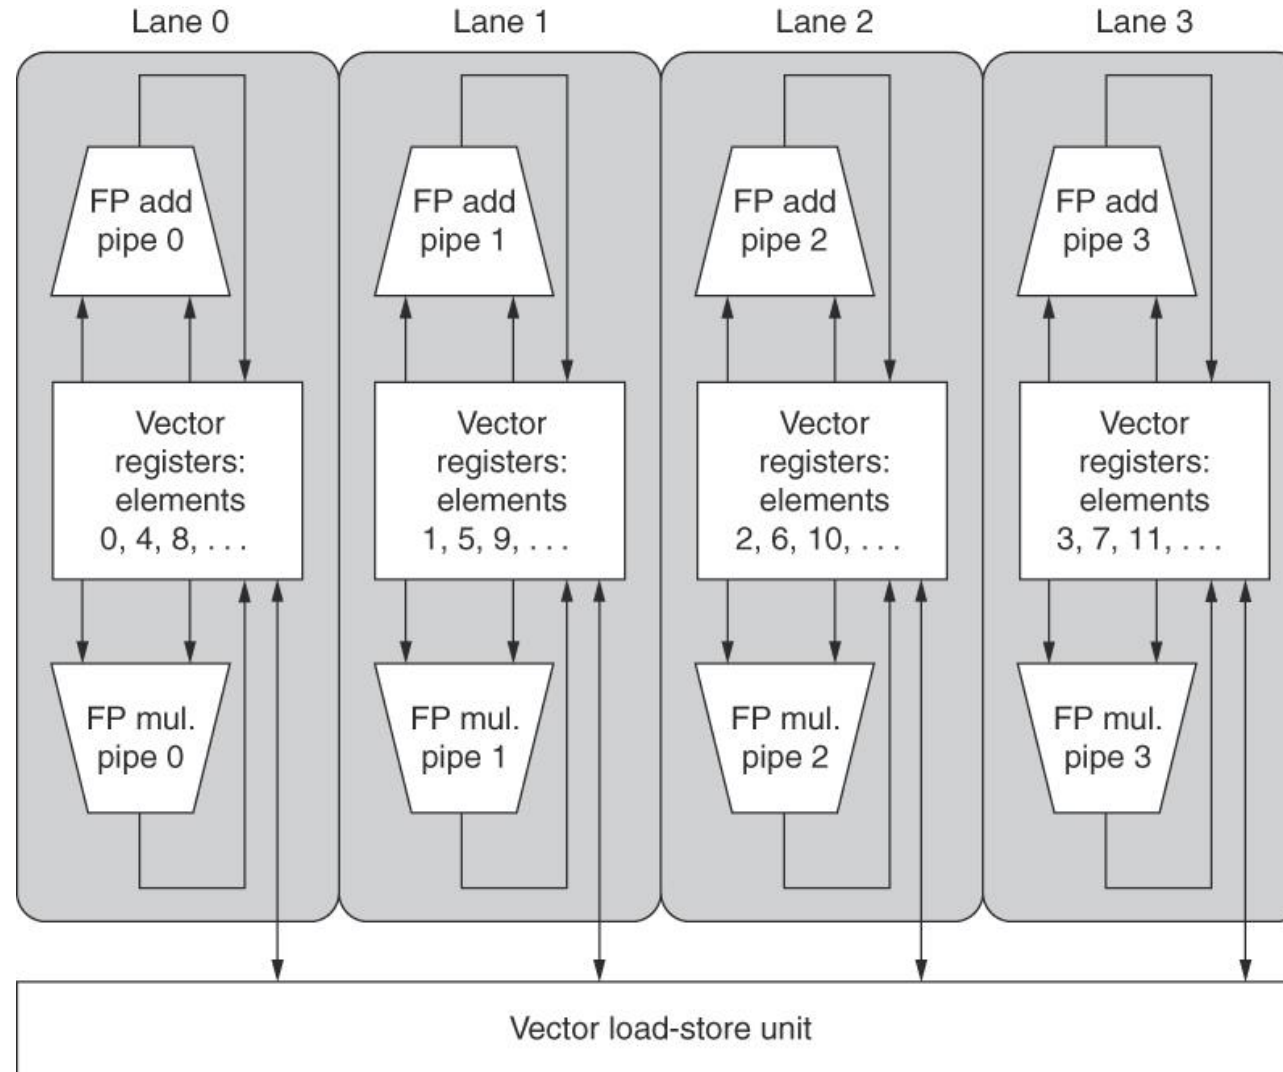 Lane 0
Lane 1
Lane 2
Lane 3
FP add
pipe 0
FP add
pipe 1
FP add
pipe 2
FP add
pipe 3
Vector
registers:
elements
0, 4, 8, . . .
Vector
registers:
elements
1, 5, 9, . . .
Vector
registers:
elements
2, 6, 10, . . .
Vector
registers:
elements
3, 7, 11, . . .
FP mul.
pipe 0
FP mul.
pipe 1
FP mul.
pipe 2
FP mul.
pipe 3
Vector load-store unit